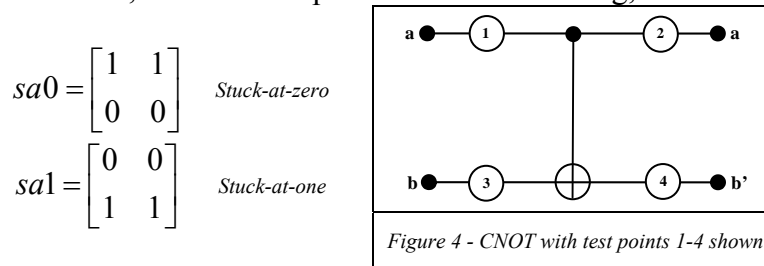 sa0 = [1 1
0 0] Stuck-at-zero
sa1 = [0 0
1 1] Stuck-at-one
a 1 2 a
b 3 4 b'
Figure 4 - CNOT with test points 1-4 shown